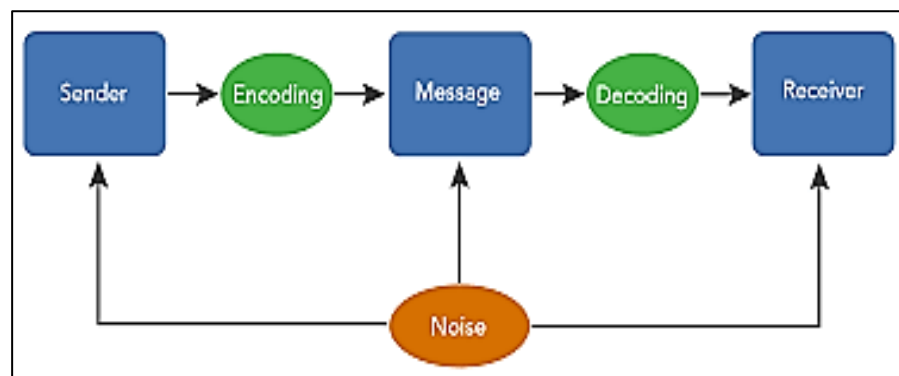 Sender
Encoding
Message
Decoding
Receiver
Noise